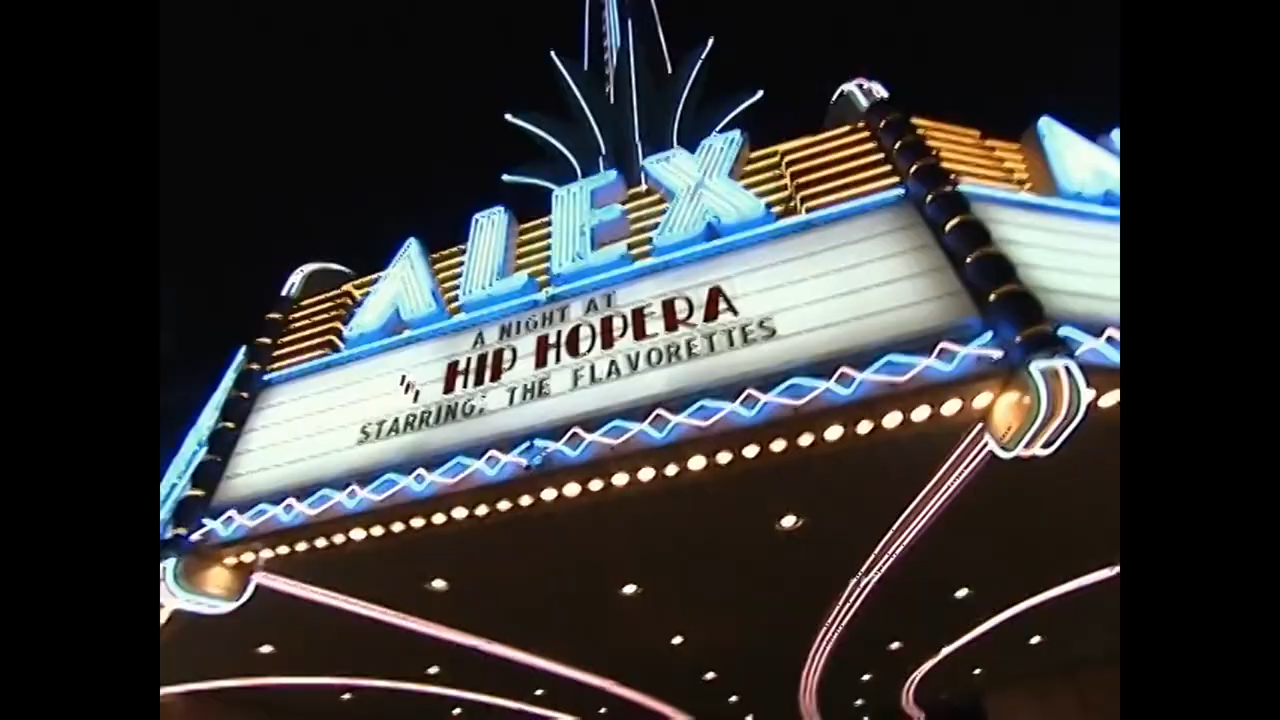 ALEX
A NIGHT AT
HIP HOPERA
STARRING: THE FLAVORETTES